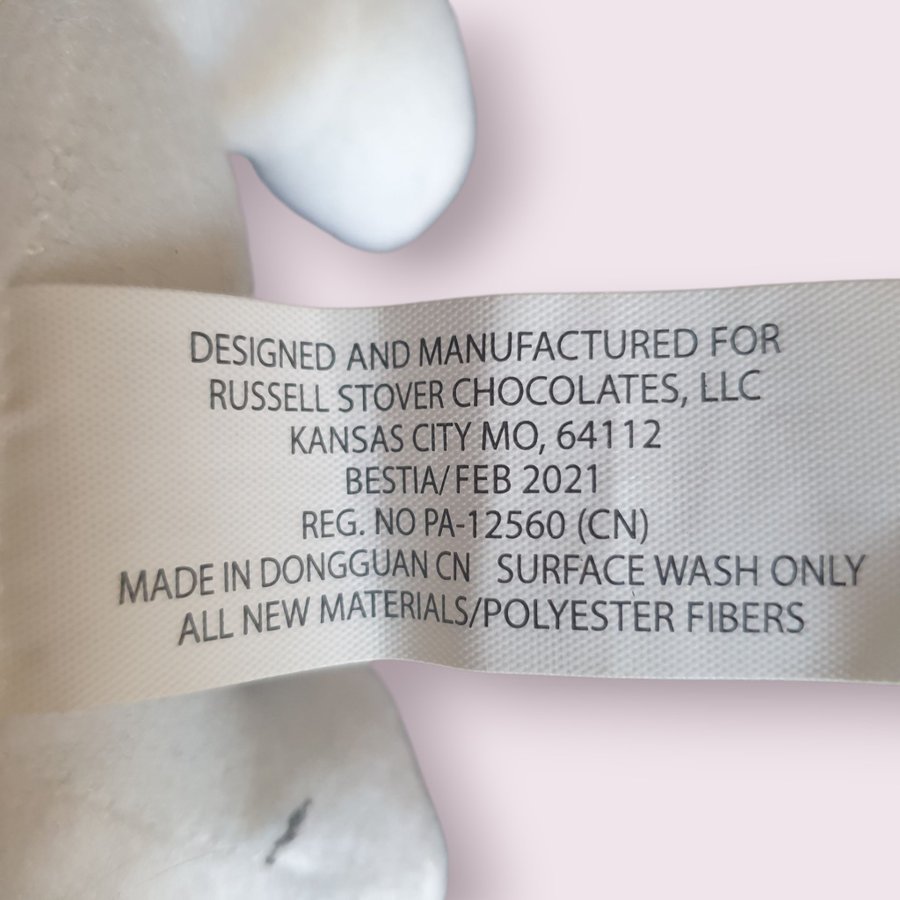 DESIGNED AND MANUFACTURED FOR
RUSSELL STOVER CHOCOLATES, LLC
KANSAS CITY MO, 64112
BESTIA/ FEB 2021
REG. NO PA-12560 (CN)
MADE IN DONGGUAN CN SURFACE WASH ONLY
ALL NEW MATERIALS/POLYESTER FIBERS